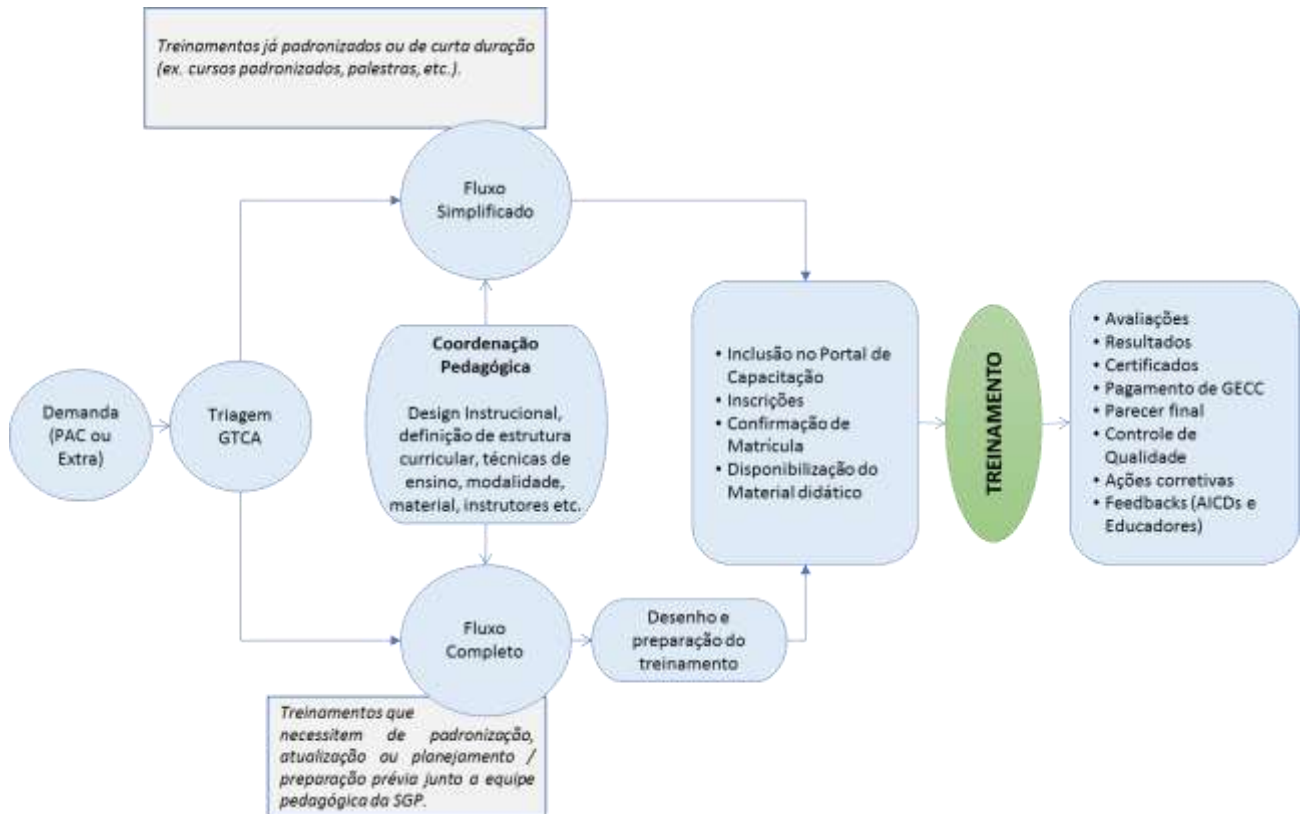 Treinamentos já padronizados ou de curta duração
(ex. cursos padronizados, palestras, etc.).
Fluxo
Simplificado
Demanda
(PAC ou
Extra)
Triagem
GTCA
Coordenação
Pedagógica
Design Instrucional,
definição de estrutura
curricular, técnicas de
ensino, modalidade,
material, instrutores etc.
Fluxo
Completo
Treinamentos que
necessitem de padronização,
atualização ou planejamento /
preparação prévia junto a equipe
pedagógica da SGP.
Desenho e
preparação do
treinamento
• Inclusão no Portal de
Capacitação
• Inscrições
• Confirmação de
Matrícula
• Disponibilização do
Material didático
TREINAMENTO
• Avaliações
• Resultados
• Certificados
• Pagamento de GECC
• Parecer final
• Controle de
Qualidade
• Ações corretivas
• Feedbacks (AICDs e
Educadores)